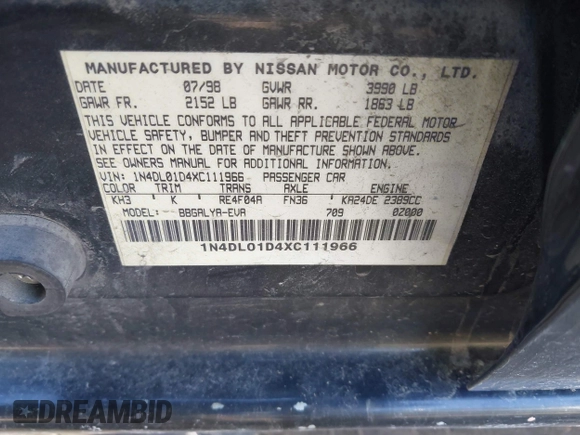 MANUFACTURED BY NISSAN MOTOR CO., LTD.
DATE 07/98 GVWR 3990 LB
GAWR FR. 2152 LB GAWR RR. 1863 LB
THIS VEHICLE CONFORMS TO ALL APPLICABLE FEDERAL MOTOR
VEHICLE SAFETY, BUMPER AND THEFT PREVENTION STANDARDS
IN EFFECT ON THE DATE OF MANUFACTURE SHOWN ABOVE.
SEE OWNERS MANUAL FOR ADDITIONAL INFORMATION.
VIN: 1N4DL01D4XC111966 PASSENGER CAR
COLOR TRIM TRANS AXLE ENGINE
KH3 K RE4F04A FN36 KA24DE 2389CC
MODEL: BBGALYA-EVA 709 0Z000
1N4DL01D4XC111966
DREAMBID